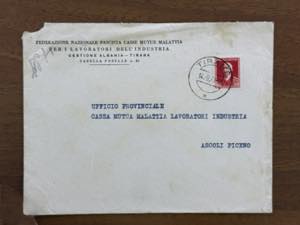 FEDERAZIONE NAZIONALE FASCISTA CASSE MUTUE MALATTIA
PER I LAVORATORI DELL'INDUSTRIA
GESTIONE ALBANIA - TIRANA
CASELLA POSTALE n. 81
TIRANA
UFFICIO PROVINCIALE
CASSA MUTUA MALATTIA LAVORATORI INDUSTRIA
ASCOLI PICENO